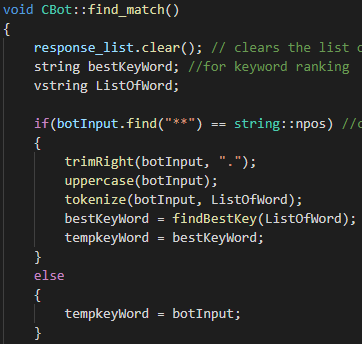 void CBot::find_match()
{
response_list.clear(); // clears the list
string bestKeyWord; //for keyword ranking
vstring ListOfWord;
if(botInput.find("**") == string::npos) //
{
trimRight(botInput, ".");
uppercase(botInput);
tokenize(botInput, ListOfWord);
bestKeyWord = findBestKey(ListOfWord);
tempkeyWord = bestKeyWord;
}
else
{
tempkeyWord = botInput;
}